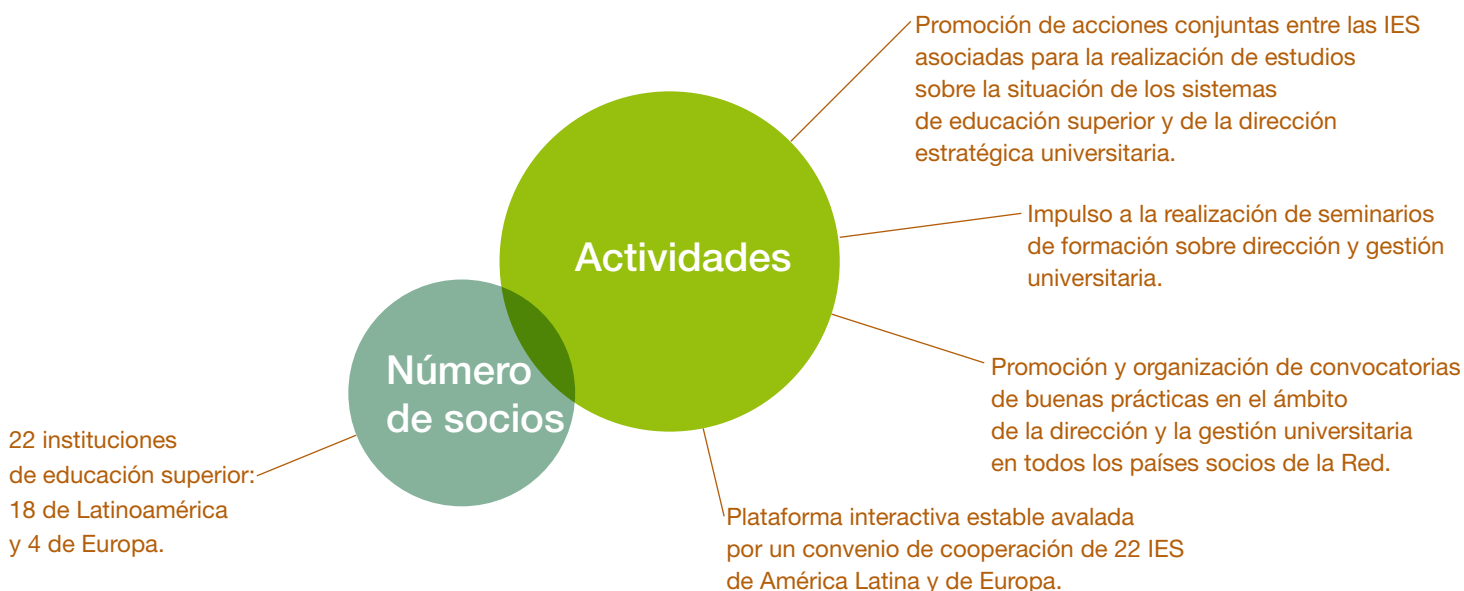 Promoción de acciones conjuntas entre las IES
asociadas para la realización de estudios
sobre la situación de los sistemas
de educación superior y de la dirección
estratégica universitaria.
Impulso a la realización de seminarios
de formación sobre dirección y gestión
universitaria.
Actividades
Promoción y organización de convocatorias
de buenas prácticas en el ámbito
de la dirección y la gestión universitaria
en todos los países socios de la Red.
Número
de socios
22 instituciones
de educación superior:
18 de Latinoamérica
y 4 de Europa.
Plataforma interactiva estable avalada
por un convenio de cooperación de 22 IES
de América Latina y de Europa.